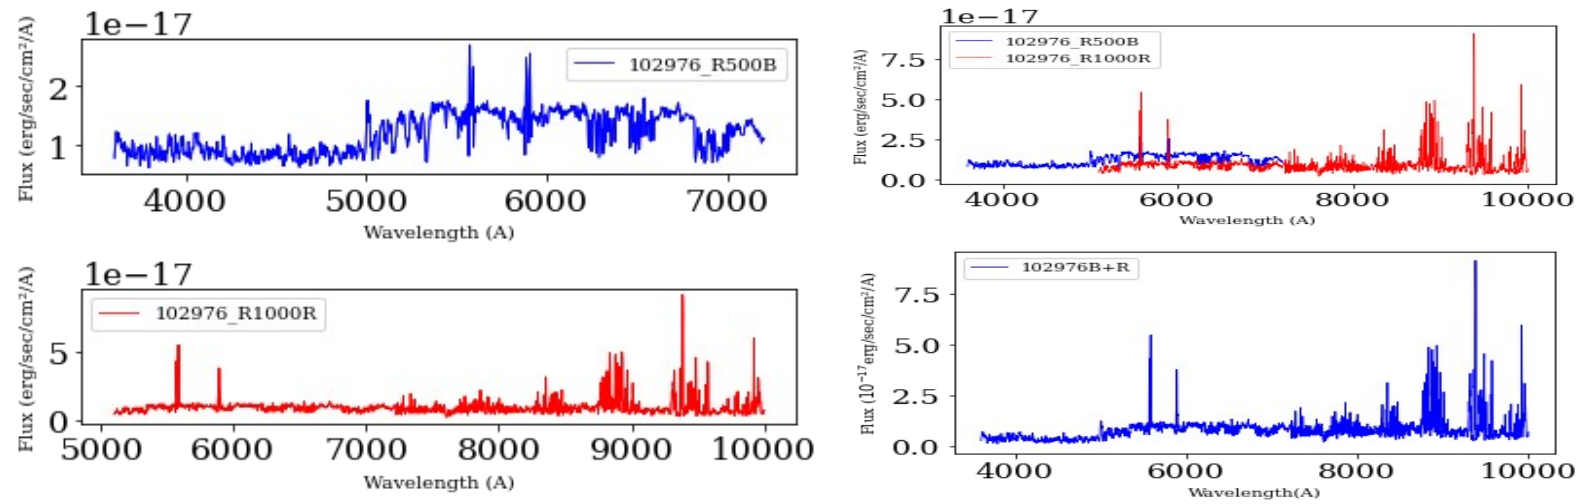 1e−17
Flux (erg/sec/cm²/A)
2
1
102976_R500B
4000 5000 6000 7000
Wavelength (A)
1e−17
Flux (erg/sec/cm²/A)
7.5
5.0
2.5
0.0
102976_R500B
102976_R1000R
4000 6000 8000 10000
Wavelength (A)
1e−17
Flux (erg/sec/cm²/A)
5
0
102976_R1000R
5000 6000 7000 8000 9000 10000
Wavelength (A)
Flux (10⁻¹⁷erg/sec/cm²/A)
7.5
5.0
2.5
0.0
102976B+R
4000 6000 8000 10000
Wavelength(A)